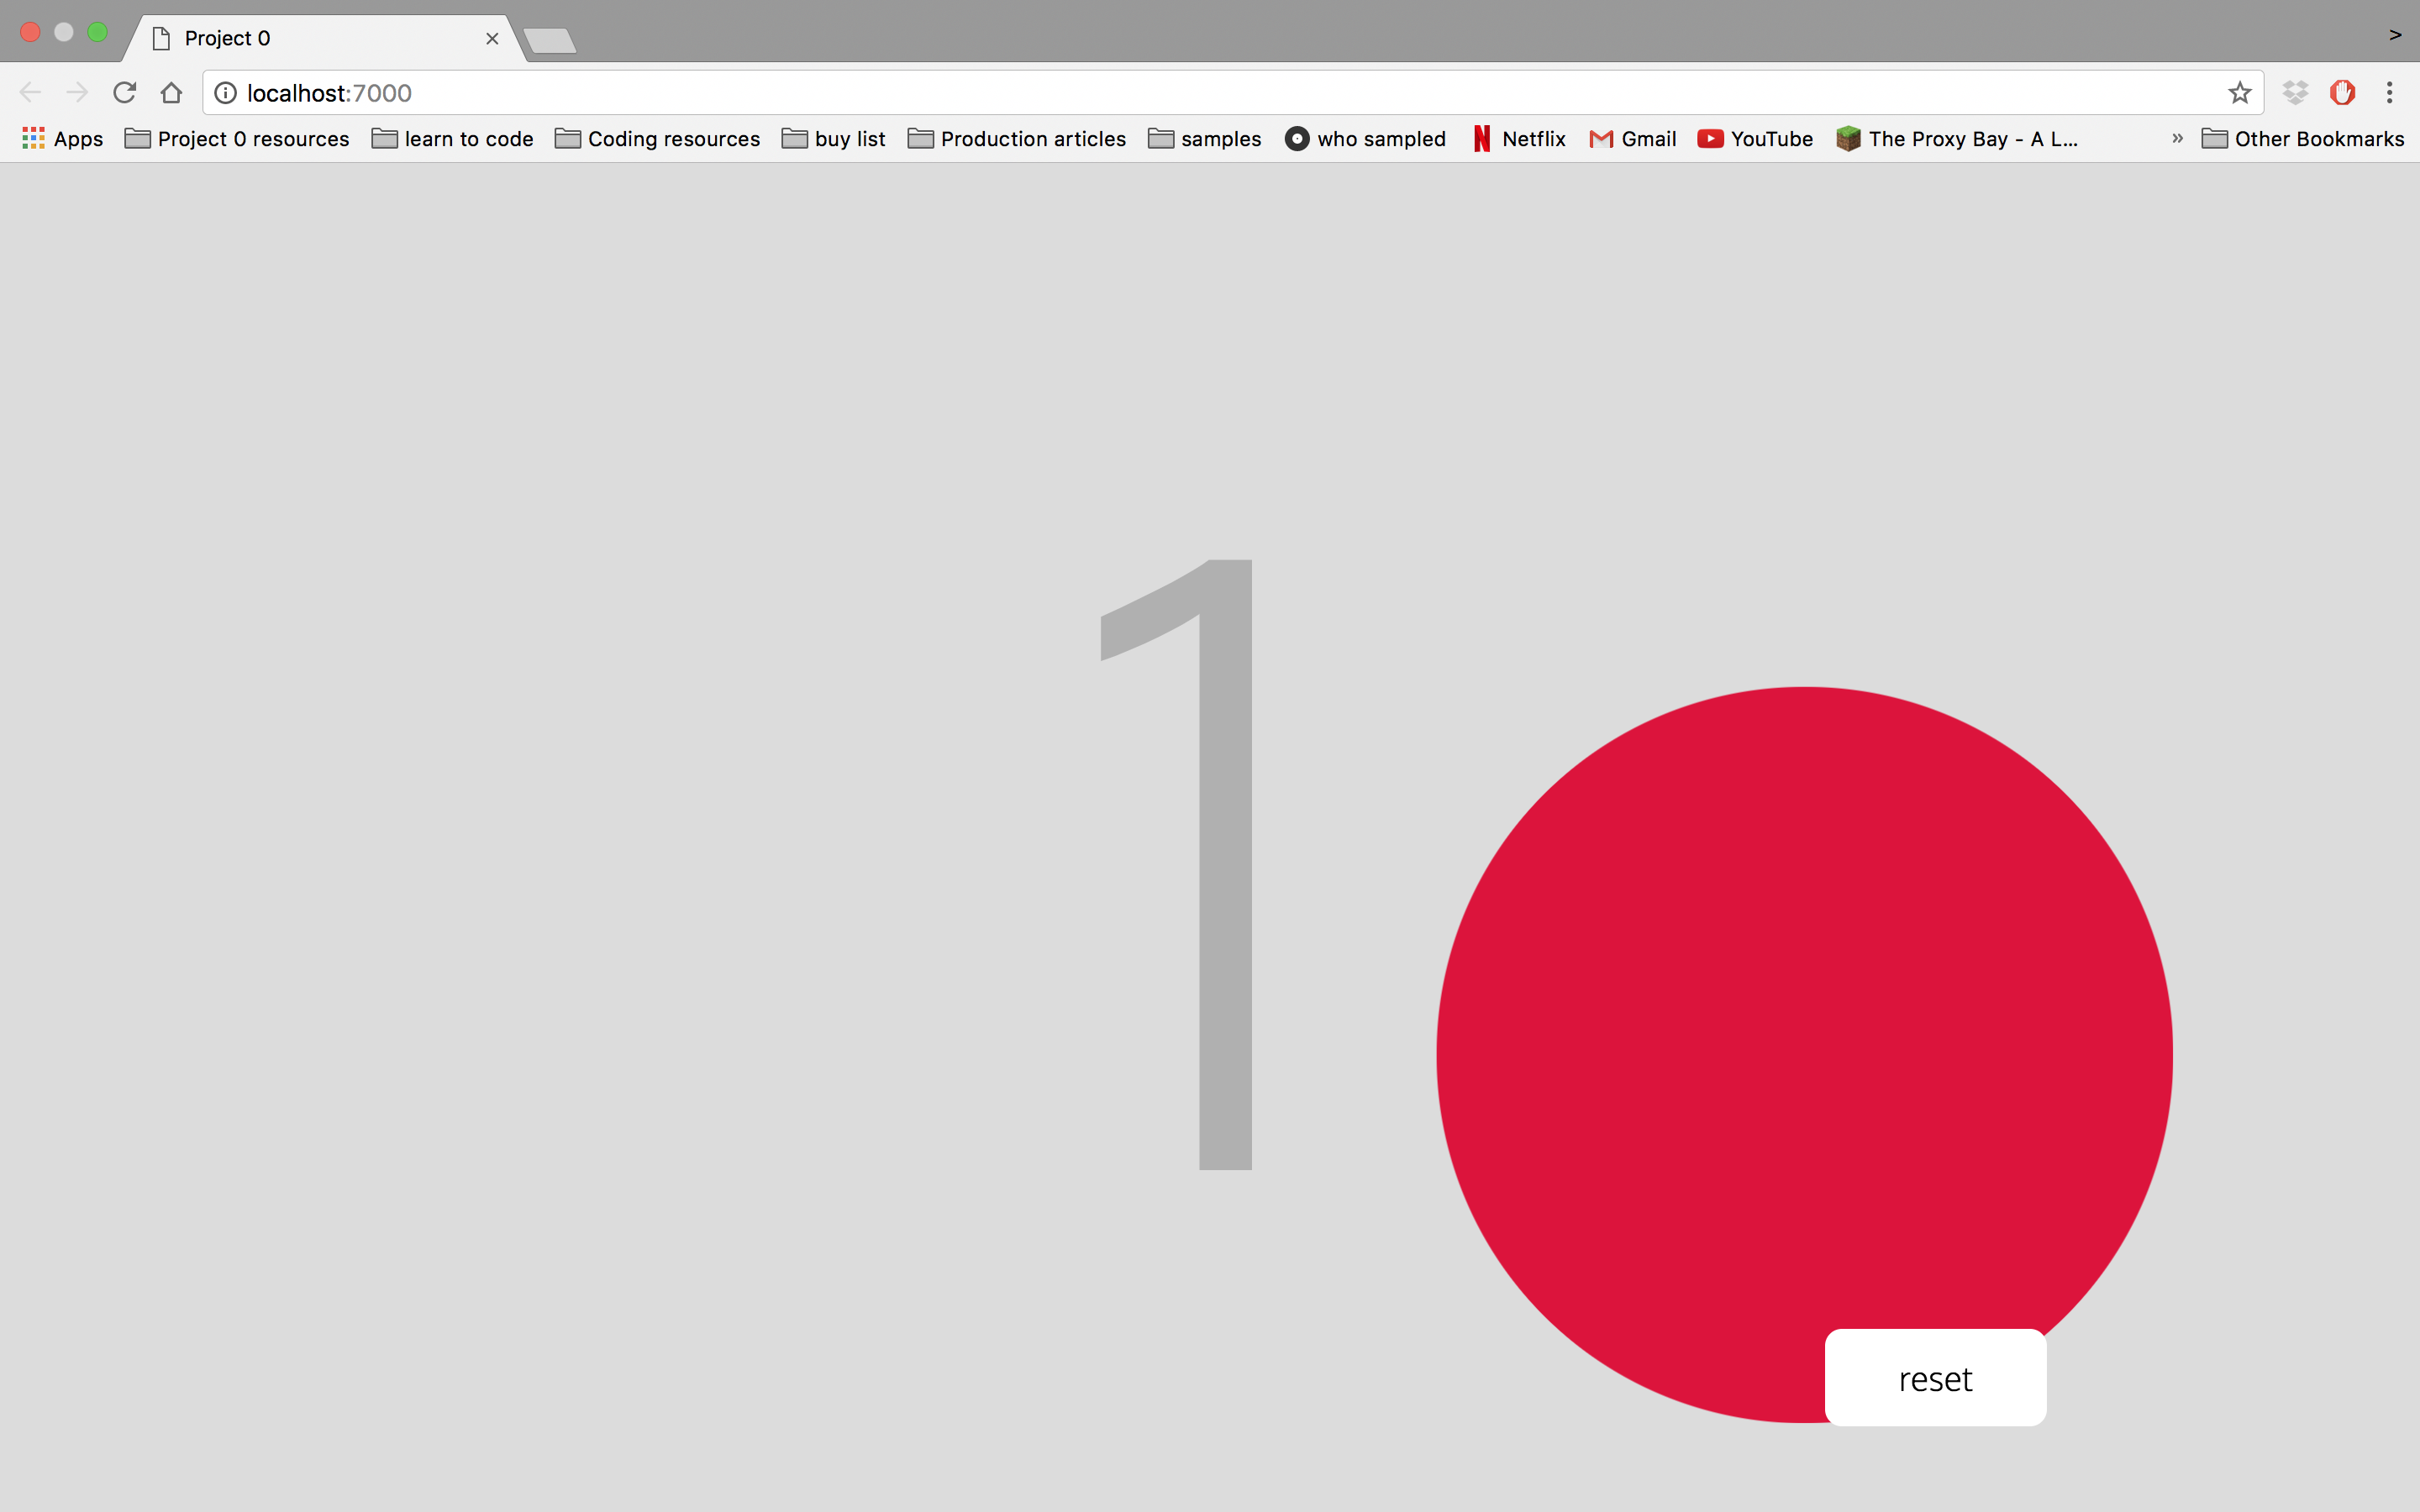 Project 0
>
localhost:7000
Apps Project 0 resources learn to code Coding resources buy list Production articles samples who sampled Netflix Gmail YouTube The Proxy Bay - A L... » Other Bookmarks
1
reset